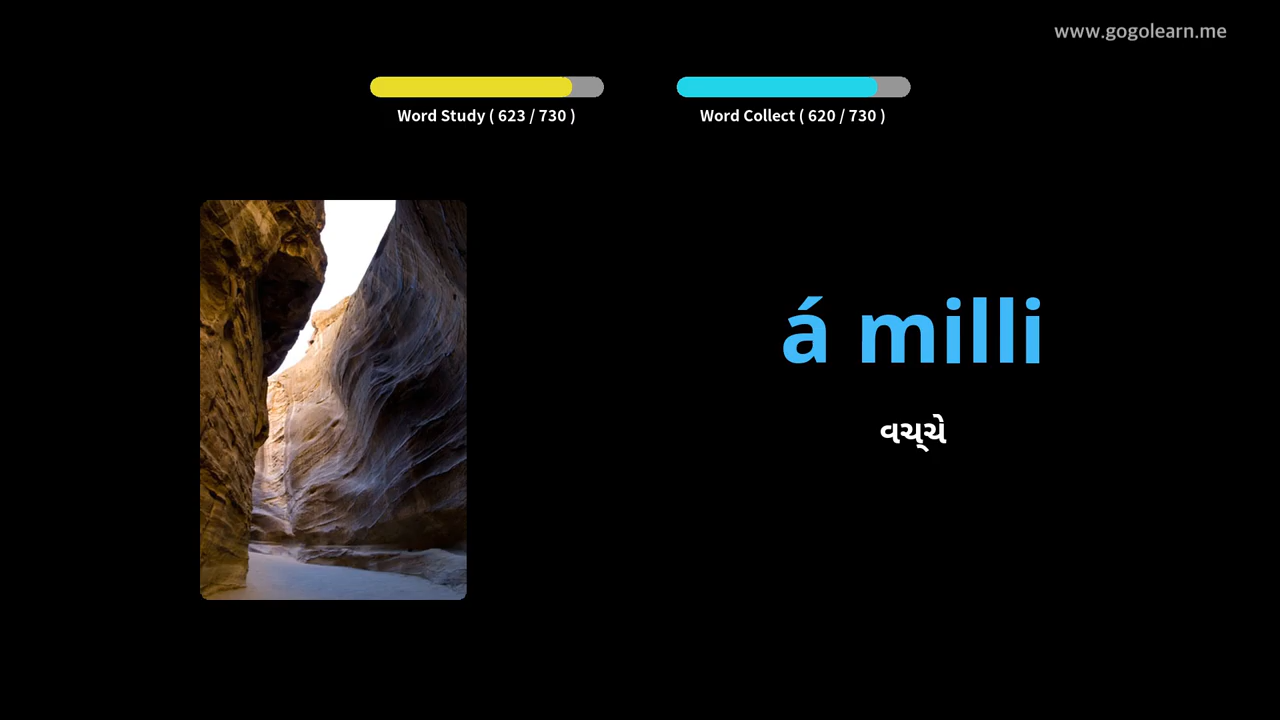 www.gogolearn.me
Word Study ( 623 / 730 )
Word Collect ( 620 / 730 )
á milli
વચ્ચે